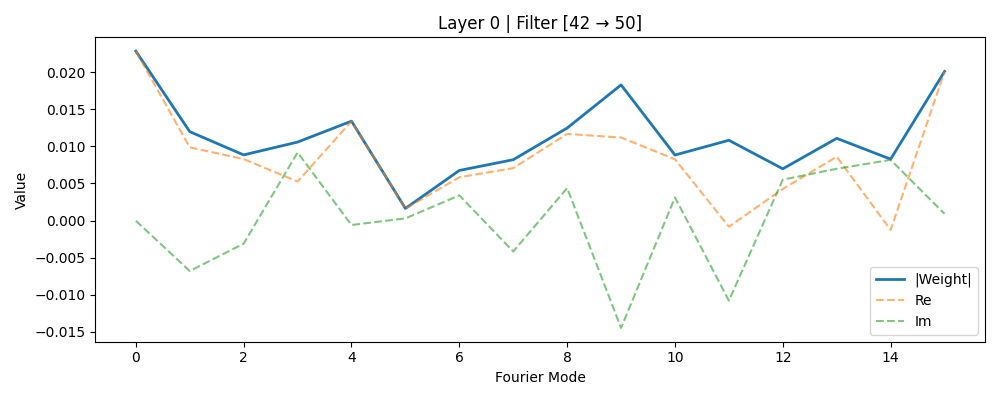 Layer 0 | Filter [42 → 50]
Value
0.020
0.015
0.010
0.005
0.000
−0.005
−0.010
−0.015
|Weight|
Re
Im
0 2 4 6 8 10 12 14
Fourier Mode